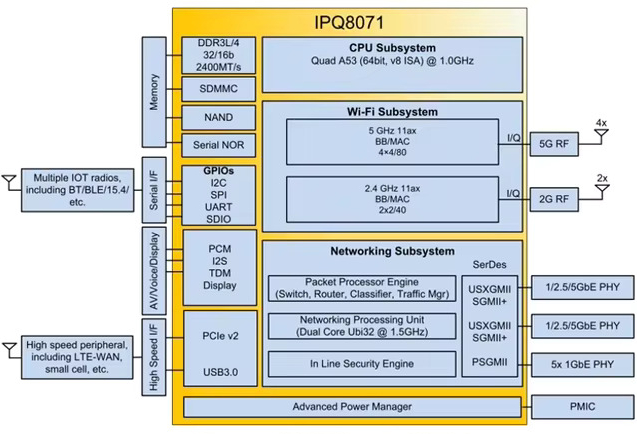 IPQ8071
Memory
DDR3L/4
32/16b
2400MT/s
SDMMC
NAND
Serial NOR
CPU Subsystem
Quad A53 (64bit, v8 ISA) @ 1.0GHz
Wi-Fi Subsystem
5 GHz 11ax
BB/MAC
4×4/80
I/Q
5G RF
4x
2.4 GHz 11ax
BB/MAC
2x2/40
I/Q
2G RF
2x
Multiple IOT radios,
including BT/BLE/15.4/
etc.
Serial I/F
GPIOs
I2C
SPI
UART
SDIO
AV/Voice/Display
PCM
I2S
TDM
Display
High speed peripheral,
including LTE-WAN,
small cell, etc.
High Speed I/F
PCIe v2
USB3.0
Networking Subsystem
SerDes
Packet Processor Engine
(Switch, Router, Classifier, Traffic Mgr)
Networking Processing Unit
(Dual Core Ubi32 @ 1.5GHz)
In Line Security Engine
USXGMII
SGMII+
USXGMII
SGMII+
PSGMII
1/2.5/5GbE PHY
1/2.5/5GbE PHY
5x 1GbE PHY
Advanced Power Manager
PMIC